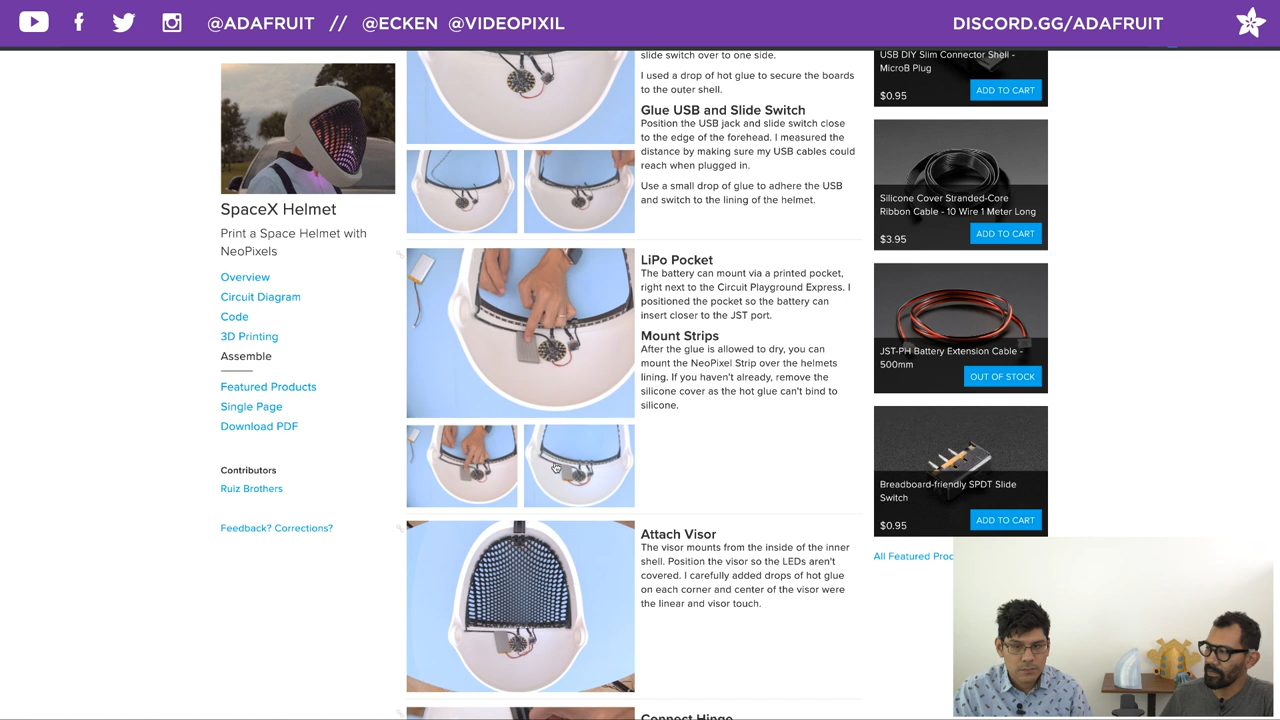 @ADAFRUIT // @ECKEN @VIDEOPIXIL
DISCORD.GG/ADAFRUIT
SpaceX Helmet
Print a Space Helmet with
NeoPixels
Overview
Circuit Diagram
Code
3D Printing
Assemble
Featured Products
Single Page
Download PDF
Contributors
Ruiz Brothers
Feedback? Corrections?
slide switch over to one side.
I used a drop of hot glue to secure the boards
to the outer shell.
Glue USB and Slide Switch
Position the USB jack and slide switch close
to the edge of the forehead. I measured the
distance by making sure my USB cables could
reach when plugged in.
Use a small drop of glue to adhere the USB
and switch to the lining of the helmet.
LiPo Pocket
The battery can mount via a printed pocket,
right next to the Circuit Playground Express. I
positioned the pocket so the battery can
insert closer to the JST port.
Mount Strips
After the glue is allowed to dry, you can
mount the NeoPixel Strip over the helmets
lining. If you haven't already, remove the
silicone cover as the hot glue can't bind to
silicone.
Attach Visor
The visor mounts from the inside of the inner
shell. Position the visor so the LEDs aren't
covered. I carefully added drops of hot glue
on each corner and center of the visor were
the linear and visor touch.
Connect Hinge
USB DIY Slim Connector Shell -
MicroB Plug
$0.95
ADD TO CART
Silicone Cover Stranded-Core
Ribbon Cable - 10 Wire 1 Meter Long
$3.95
ADD TO CART
JST-PH Battery Extension Cable -
500mm
OUT OF STOCK
Breadboard-friendly SPDT Slide
Switch
$0.95
ADD TO CART
All Featured Proc